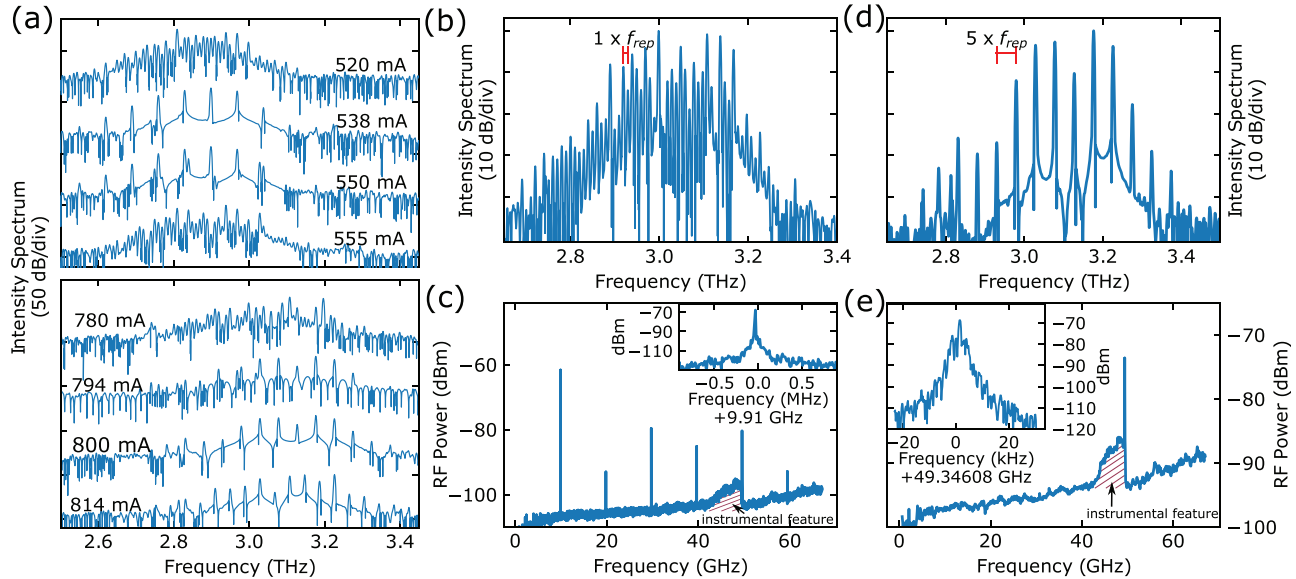 (a)
520 mA
538 mA
550 mA
555 mA
780 mA
794 mA
800 mA
814 mA
Intensity Spectrum
(50 dB/div)
2.6 2.8 3.0 3.2 3.4
Frequency (THz)
(b)
1 x frep
Intensity Spectrum
(10 dB/div)
2.8 3.0 3.2 3.4
Frequency (THz)
(c)
−60
−80
−100
RF Power (dBm)
0 20 40 60
Frequency (GHz)
dBm
−70
−90
−110
−0.5 0.0 0.5
Frequency (MHz)
+9.91 GHz
instrumental feature
(d)
5 x frep
Intensity Spectrum
(10 dB/div)
2.8 3.0 3.2 3.4
Frequency (THz)
(e)
−70
−80
−90
−100
−110
−120
dBm
−20 0 20
Frequency (kHz)
+49.34608 GHz
instrumental feature
−70
−80
−90
−100
RF Power (dBm)
0 20 40 60
Frequency (GHz)